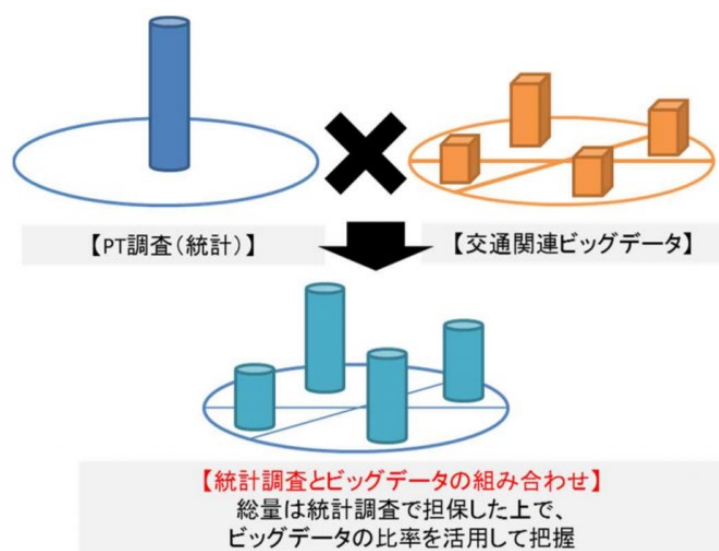 【PT調査(統計)】
【交通関連ビッグデータ】
【統計調査とビッグデータの組み合わせ】
総量は統計調査で担保した上で、
ビッグデータの比率を活用して把握